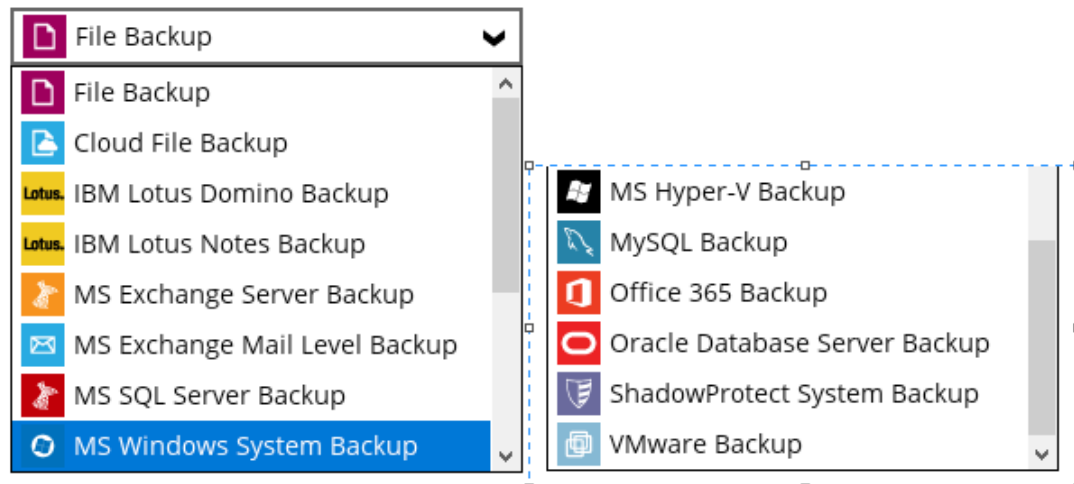 File Backup
File Backup
Cloud File Backup
Lotus. IBM Lotus Domino Backup
Lotus. IBM Lotus Notes Backup
MS Exchange Server Backup
MS Exchange Mail Level Backup
MS SQL Server Backup
MS Windows System Backup
MS Hyper-V Backup
MySQL Backup
Office 365 Backup
Oracle Database Server Backup
ShadowProtect System Backup
VMware Backup